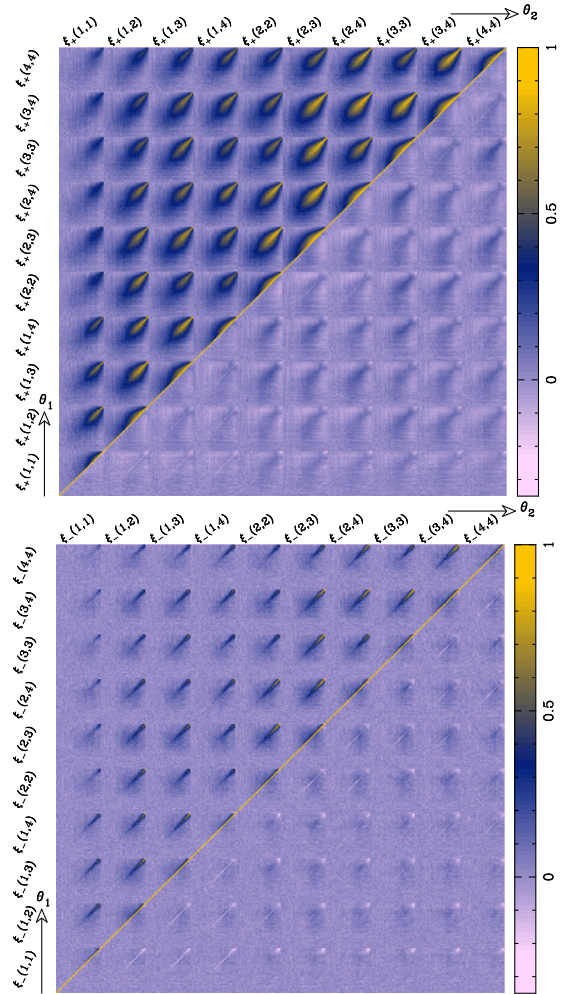 θ₂
ξ₊(1,1) ξ₊(1,2) ξ₊(1,3) ξ₊(1,4) ξ₊(2,2) ξ₊(2,3) ξ₊(2,4) ξ₊(3,3) ξ₊(3,4) ξ₊(4,4)
ξ₊(4,4)
ξ₊(3,4)
ξ₊(3,3)
ξ₊(2,4)
ξ₊(2,3)
ξ₊(2,2)
ξ₊(1,4)
ξ₊(1,3)
ξ₊(1,2)
ξ₊(1,1)
θ₁
1
0.5
0
θ₂
ξ₋(1,1) ξ₋(1,2) ξ₋(1,3) ξ₋(1,4) ξ₋(2,2) ξ₋(2,3) ξ₋(2,4) ξ₋(3,3) ξ₋(3,4) ξ₋(4,4)
ξ₋(4,4)
ξ₋(3,4)
ξ₋(3,3)
ξ₋(2,4)
ξ₋(2,3)
ξ₋(2,2)
ξ₋(1,4)
ξ₋(1,3)
ξ₋(1,2)
ξ₋(1,1)
θ₁
1
0.5
0